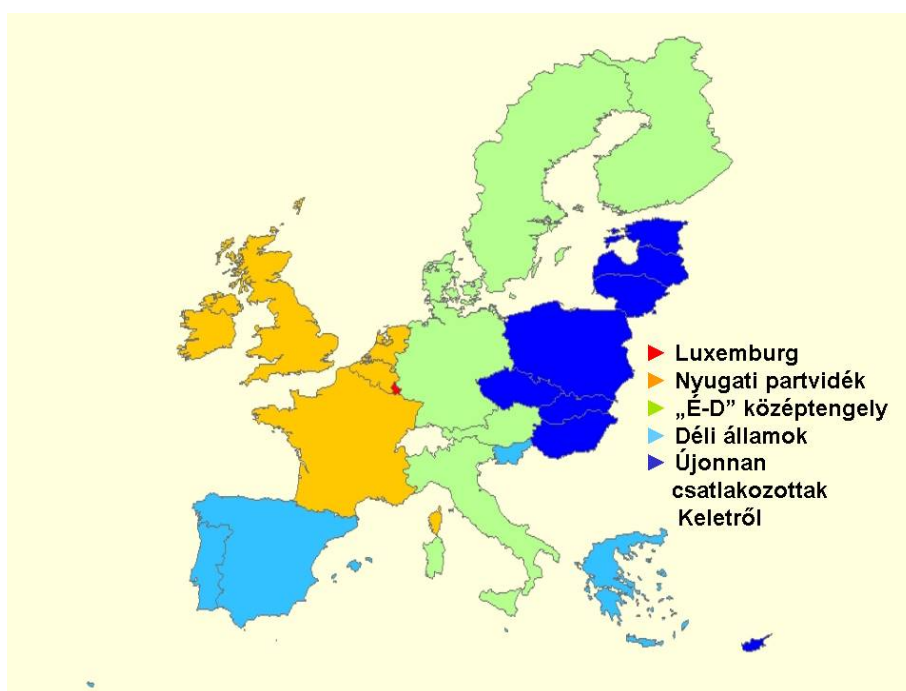 Luxemburg
Nyugati partvidék
„É-D” középtengely
Déli államok
Újonnan
csatlakozottak
Keletről